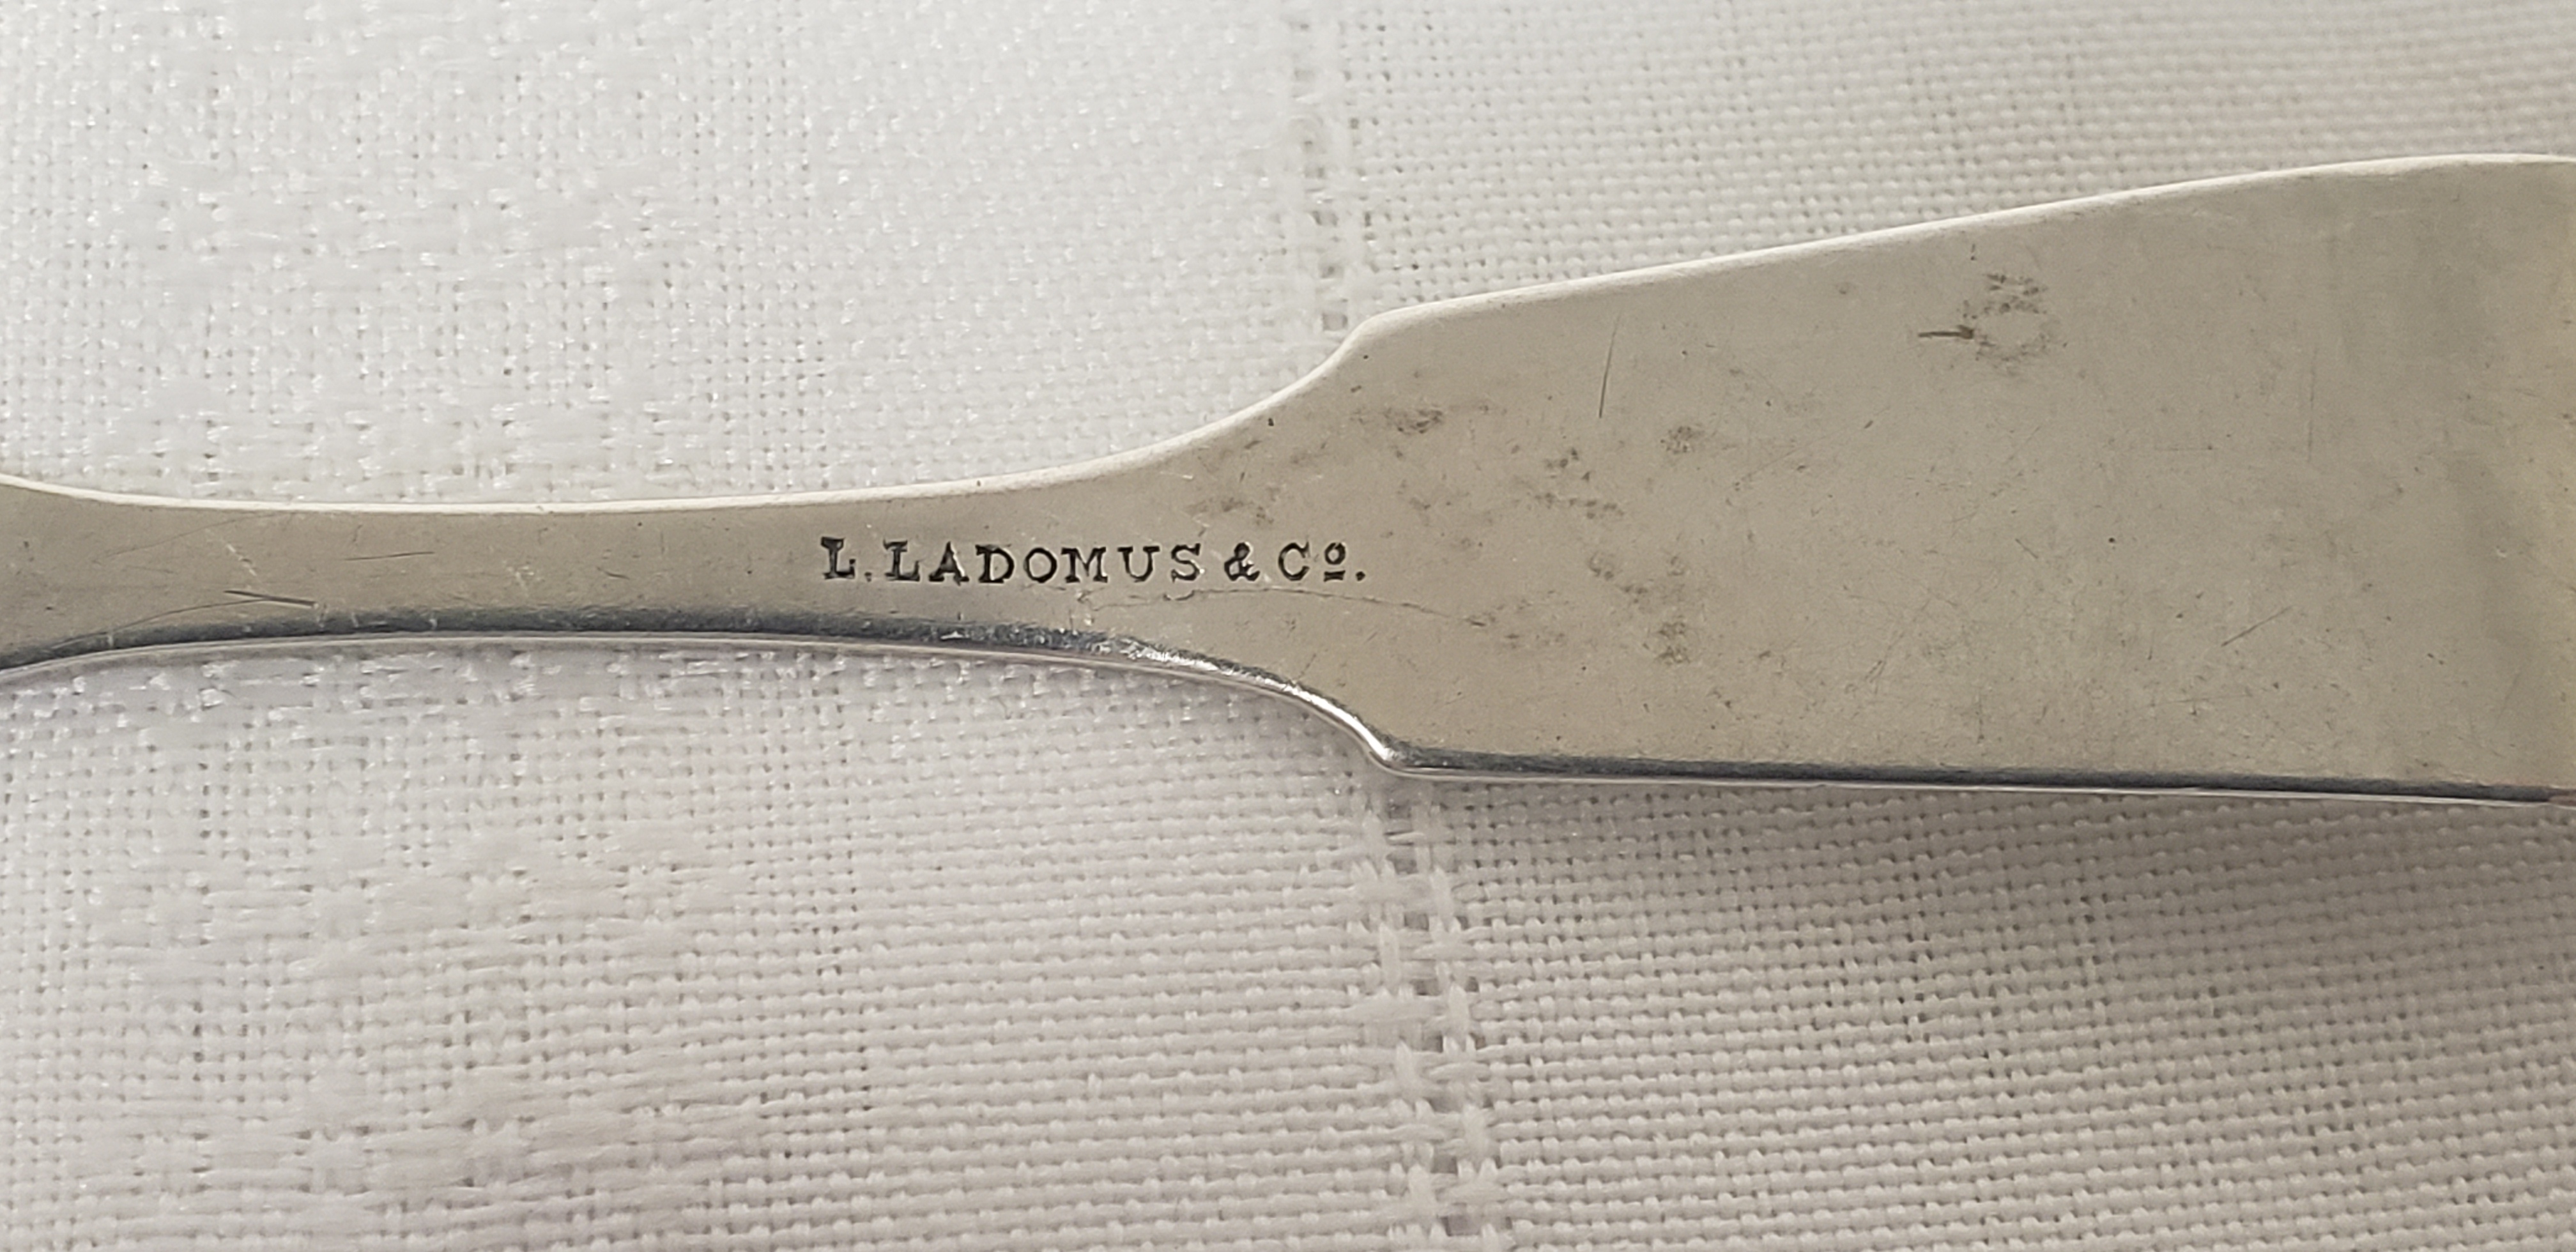 L. LADOMUS & Cº.